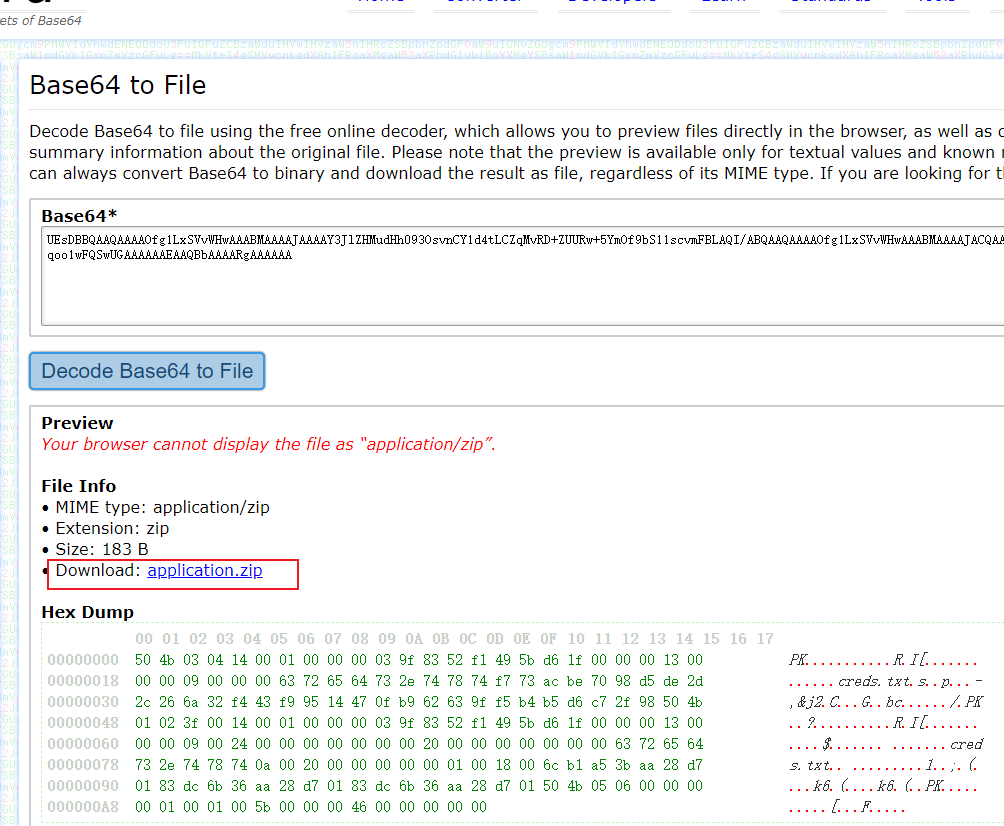 ets of Base64
Base64 to File
Decode Base64 to file using the free online decoder, which allows you to preview files directly in the browser, as well as
summary information about the original file. Please note that the preview is available only for textual values and known
can always convert Base64 to binary and download the result as file, regardless of its MIME type. If you are looking for
Base64*
UEsDBBQAAQAAAAOfg1LxSVvWHwAAABMAAAAJAAAAY3JlZHMudHh093OsvnCY1d4tLCZqMvRD+ZUURw+5YmOf9bS11scvmFBLAQI/ABQAAQAAAAOfg1LxSVvWHwAAABMAAAAJACQAA
qoo1wFQSwUGAAAAAAEAAQBbAAAARgAAAAAA
Decode Base64 to File
Preview
Your browser cannot display the file as “application/zip”.
File Info
• MIME type: application/zip
• Extension: zip
• Size: 183 B
• Download: application.zip
Hex Dump
00 01 02 03 04 05 06 07 08 09 0A 0B 0C 0D 0E 0F 10 11 12 13 14 15 16 17
00000000 50 4b 03 04 14 00 01 00 00 00 03 9f 83 52 f1 49 5b d6 1f 00 00 00 13 00 PK...........R.I[.......
00000018 00 00 09 00 00 00 63 72 65 64 73 2e 74 78 74 f7 73 ac be 70 98 d5 de 2d ......creds.txt.s..p...-
00000030 2c 26 6a 32 f4 43 f9 95 14 47 0f b9 62 63 9f f5 b4 b5 d6 c7 2f 98 50 4b ,&j2.C...G..bc....../.PK
00000048 01 02 3f 00 14 00 01 00 00 00 03 9f 83 52 f1 49 5b d6 1f 00 00 00 13 00 ..?..........R.I[.......
00000060 00 00 09 00 24 00 00 00 00 00 00 00 20 00 00 00 00 00 00 00 63 72 65 64 ....$....... .......cred
00000078 73 2e 74 78 74 0a 00 20 00 00 00 00 00 01 00 18 00 6c b1 a5 3b aa 28 d7 s.txt.. .........l..;.(.
00000090 01 83 dc 6b 36 aa 28 d7 01 83 dc 6b 36 aa 28 d7 01 50 4b 05 06 00 00 00 ...k6.(....k6.(..PK.....
000000A8 00 01 00 01 00 5b 00 00 00 46 00 00 00 00 00 .....[...F.....